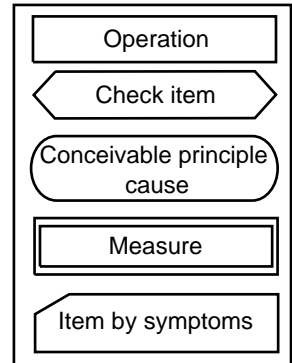 Operation
Check item
Conceivable principle
cause
Measure
Item by symptoms